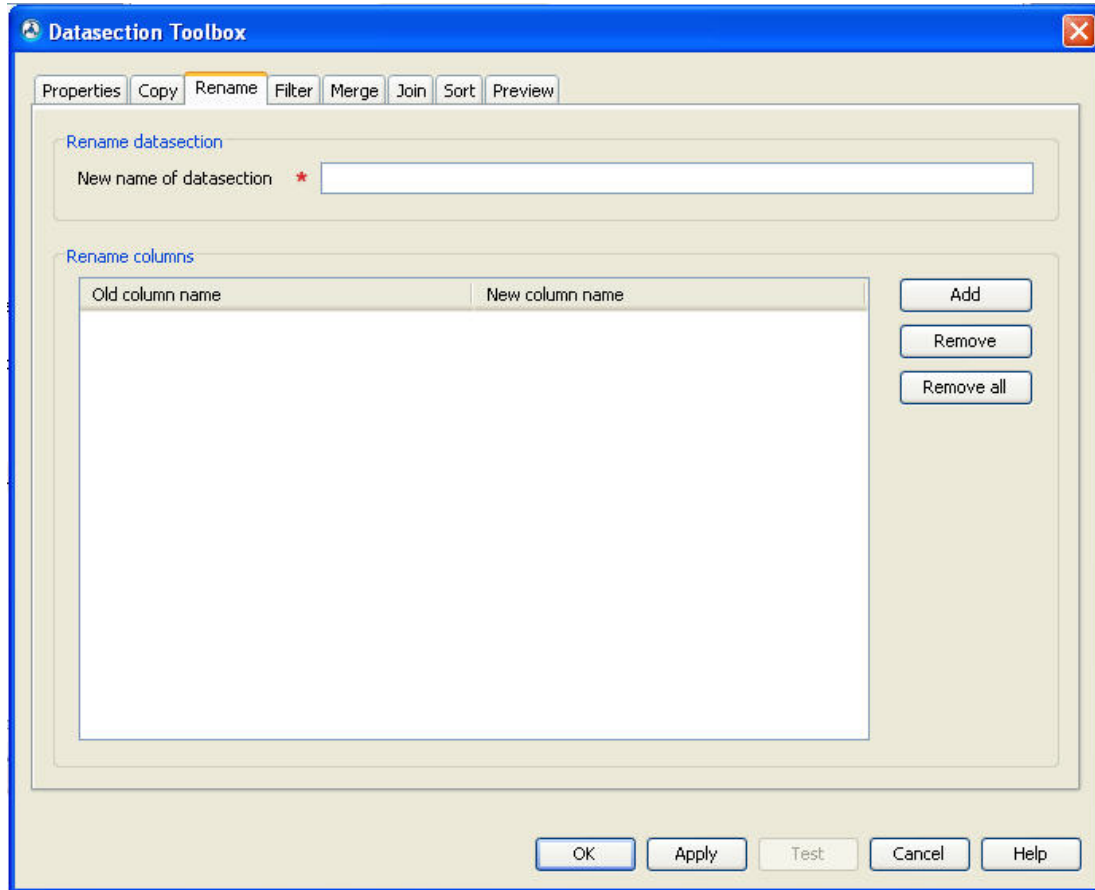 Datasection Toolbox
Properties Copy Rename Filter Merge Join Sort Preview
Rename datasection
New name of datasection *
Rename columns
Old column name New column name
Add
Remove
Remove all
OK Apply Test Cancel Help